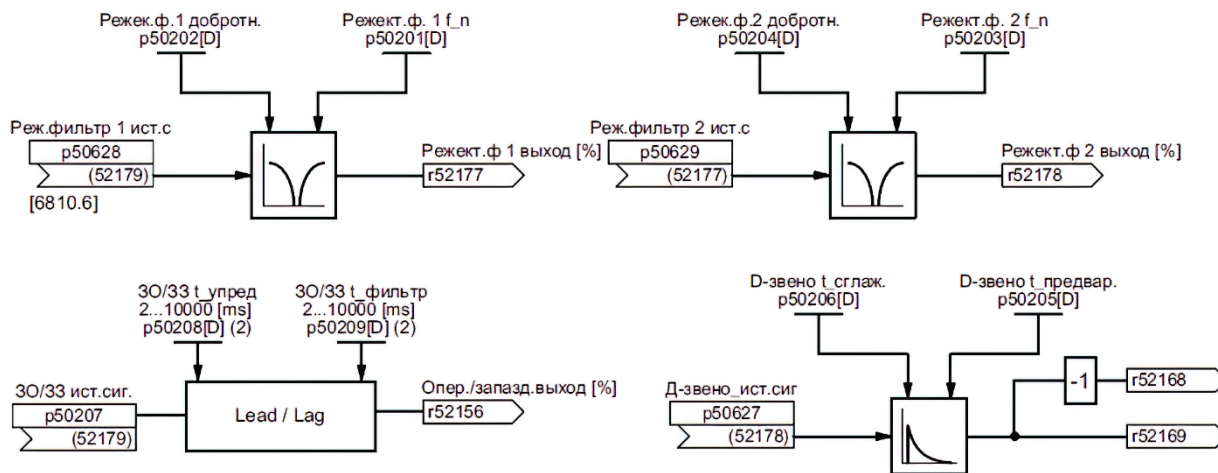 Режек.ф.1 добротн.
p50202[D]
Режект.ф. 1 f_n
p50201[D]
Реж.фильтр 1 ист.с
p50628
(52179)
[6810.6]
Режект.ф 1 выход [%]
r52177
Режек.ф.2 добротн.
p50204[D]
Режект.ф. 2 f_n
p50203[D]
Реж.фильтр 2 ист.с
p50629
(52177)
Режект.ф 2 выход [%]
r52178
ЗО/ЗЗ t_упред
2...10000 [ms]
p50208[D] (2)
ЗО/ЗЗ t_фильтр
2...10000 [ms]
p50209[D] (2)
ЗО/ЗЗ ист.сиг.
p50207
(52179)
Lead / Lag
Опер./запазд.выход [%]
r52156
D-звено t_сглаж.
p50206[D]
D-звено t_предвар.
p50205[D]
Д-звено_ист.сиг
p50627
(52178)
-1
r52168
r52169